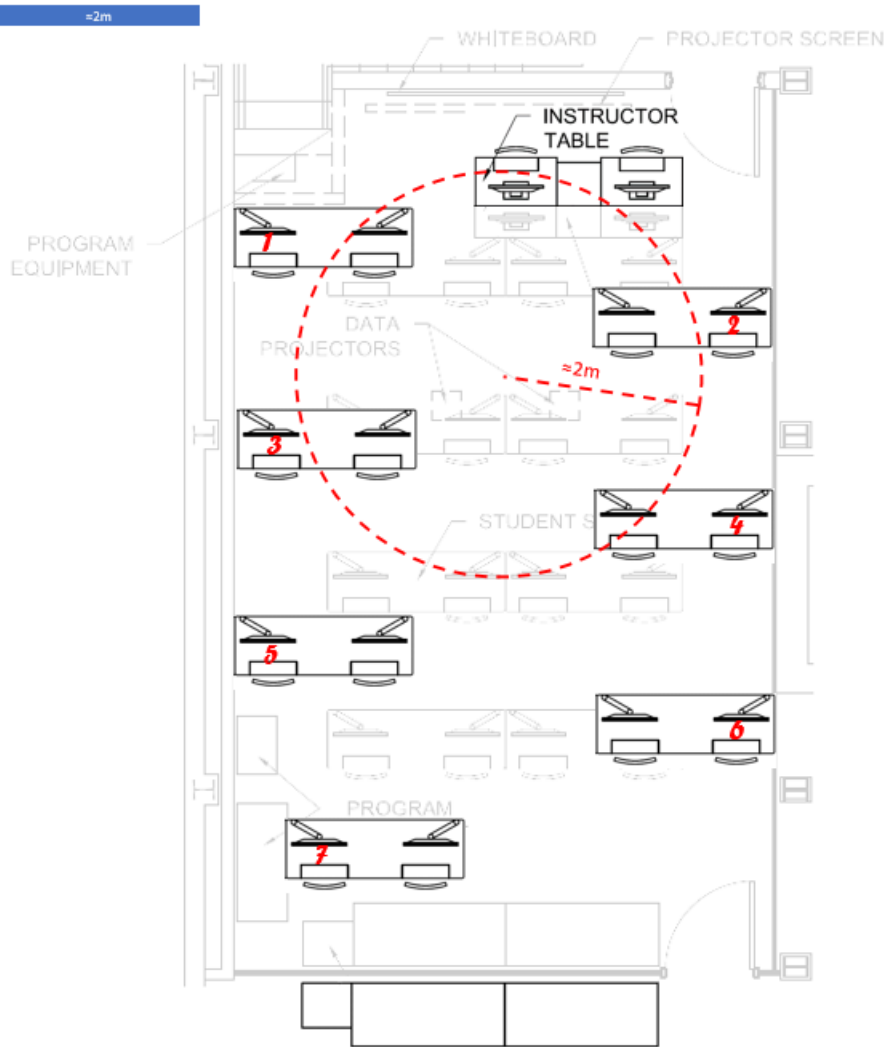 ≈2m
WHITEBOARD
PROJECTOR SCREEN
INSTRUCTOR
TABLE
1
PROGRAM
EQUIPMENT
2
DATA
PROJECTORS
≈2m
3
STUDENT S
4
5
6
PROGRAM
7